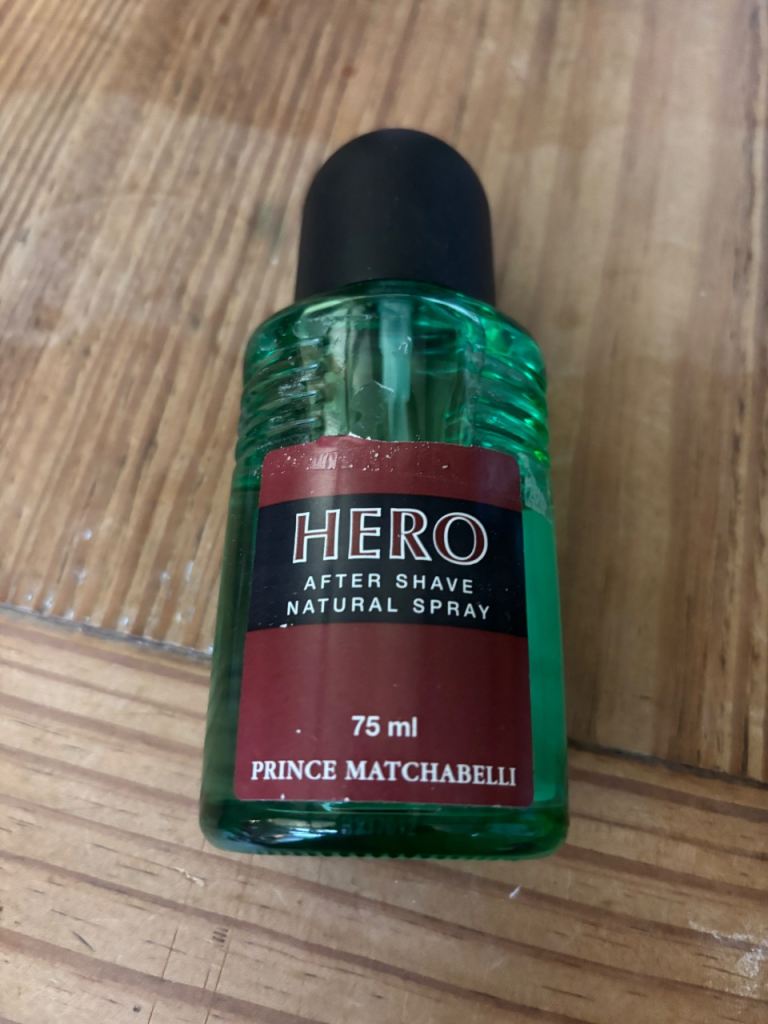 HERO
AFTER SHAVE
NATURAL SPRAY
75 ml
PRINCE MATCHABELLI